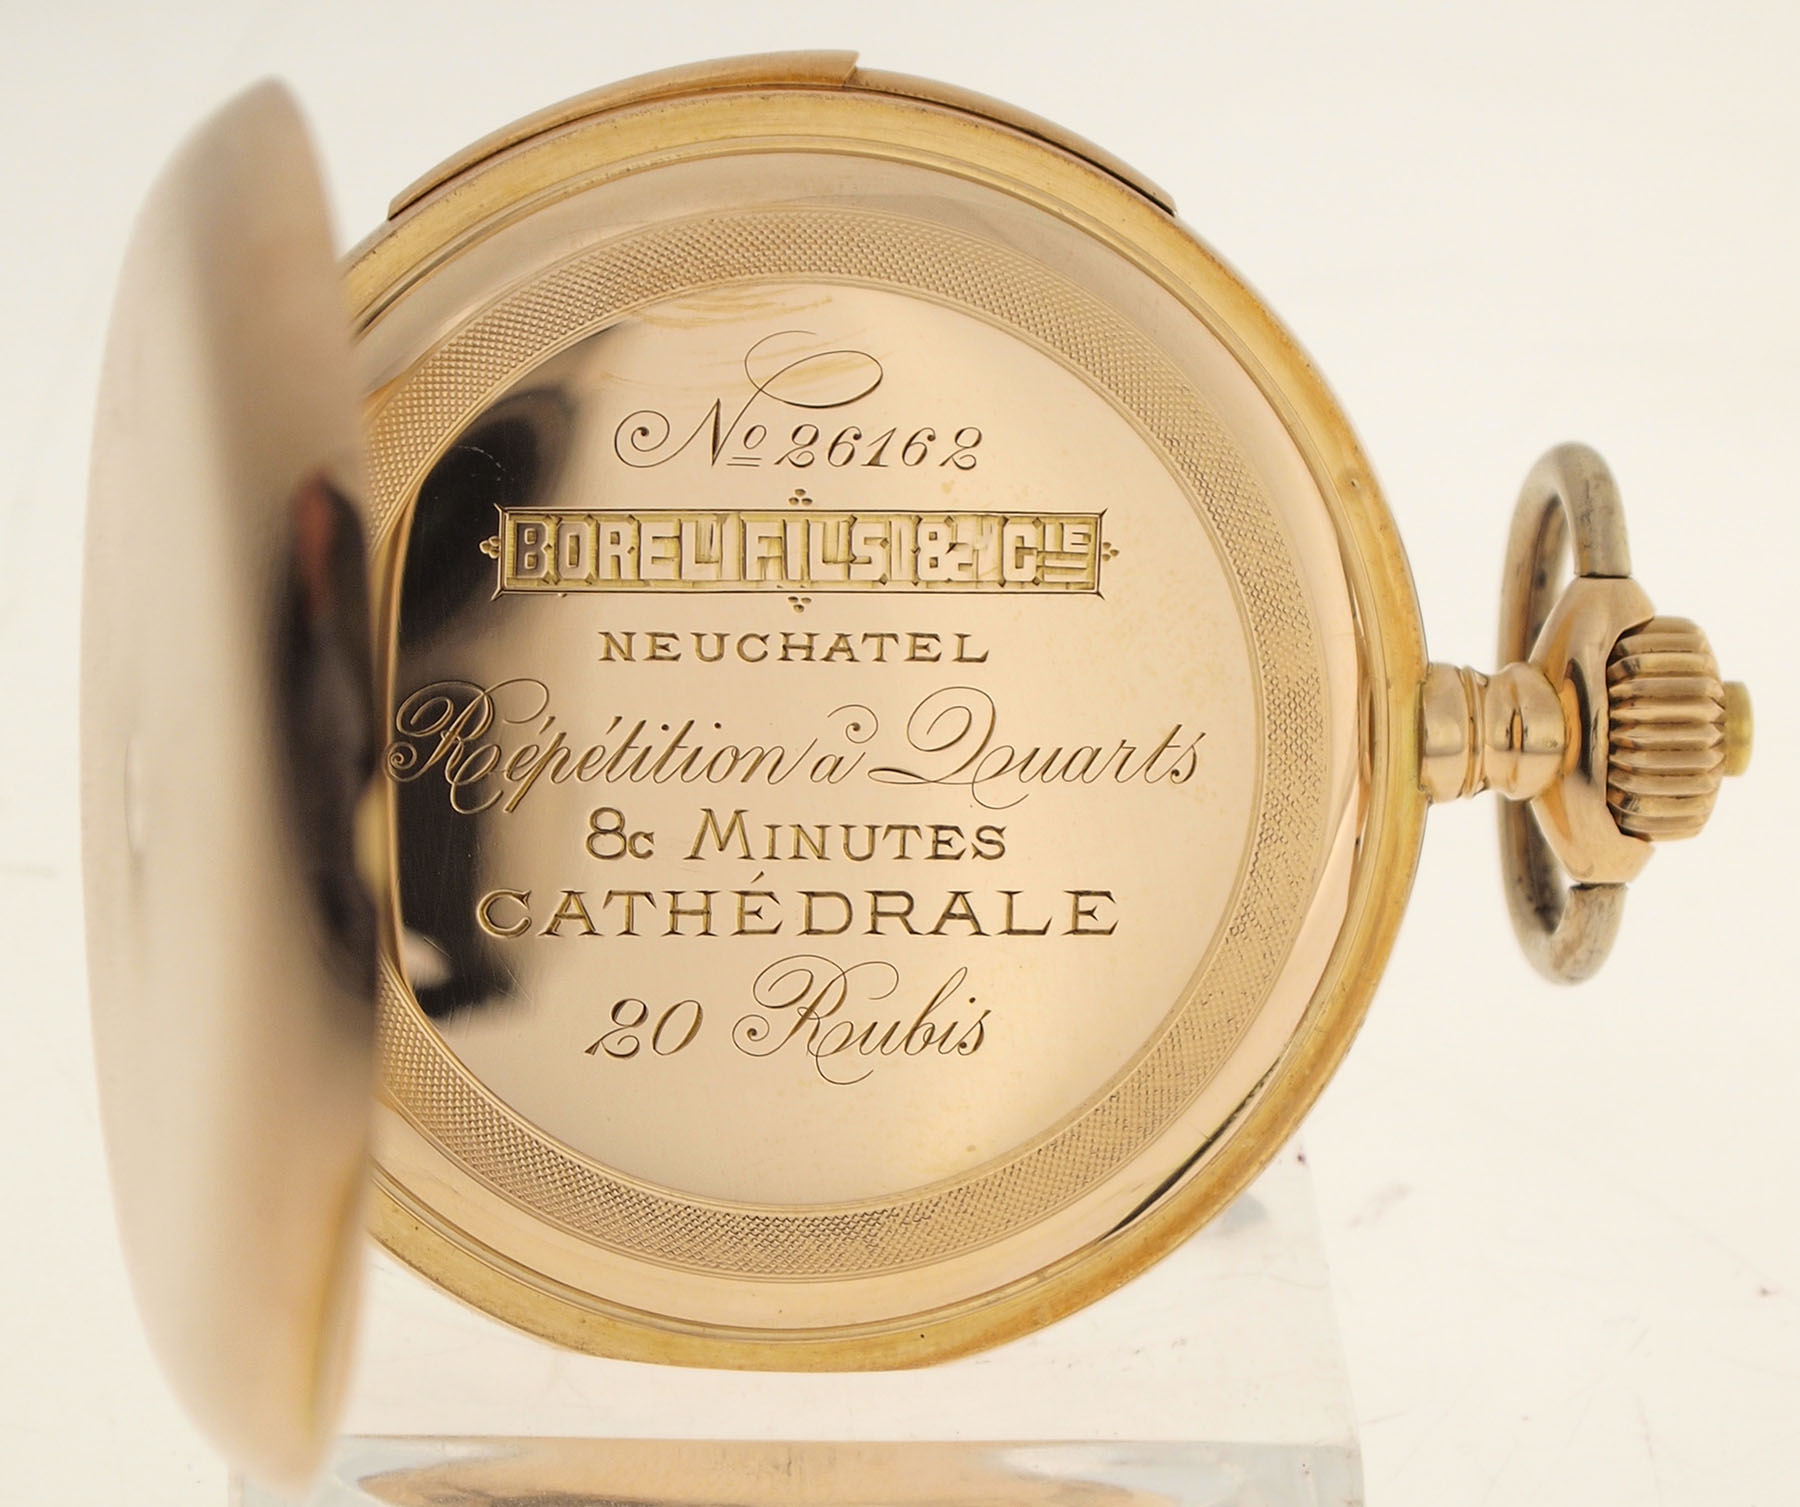 No 26162
BOREL FILS & CIE
NEUCHATEL
Répétition à Quarts
& MINUTES
CATHÉDRALE
20 Rubis